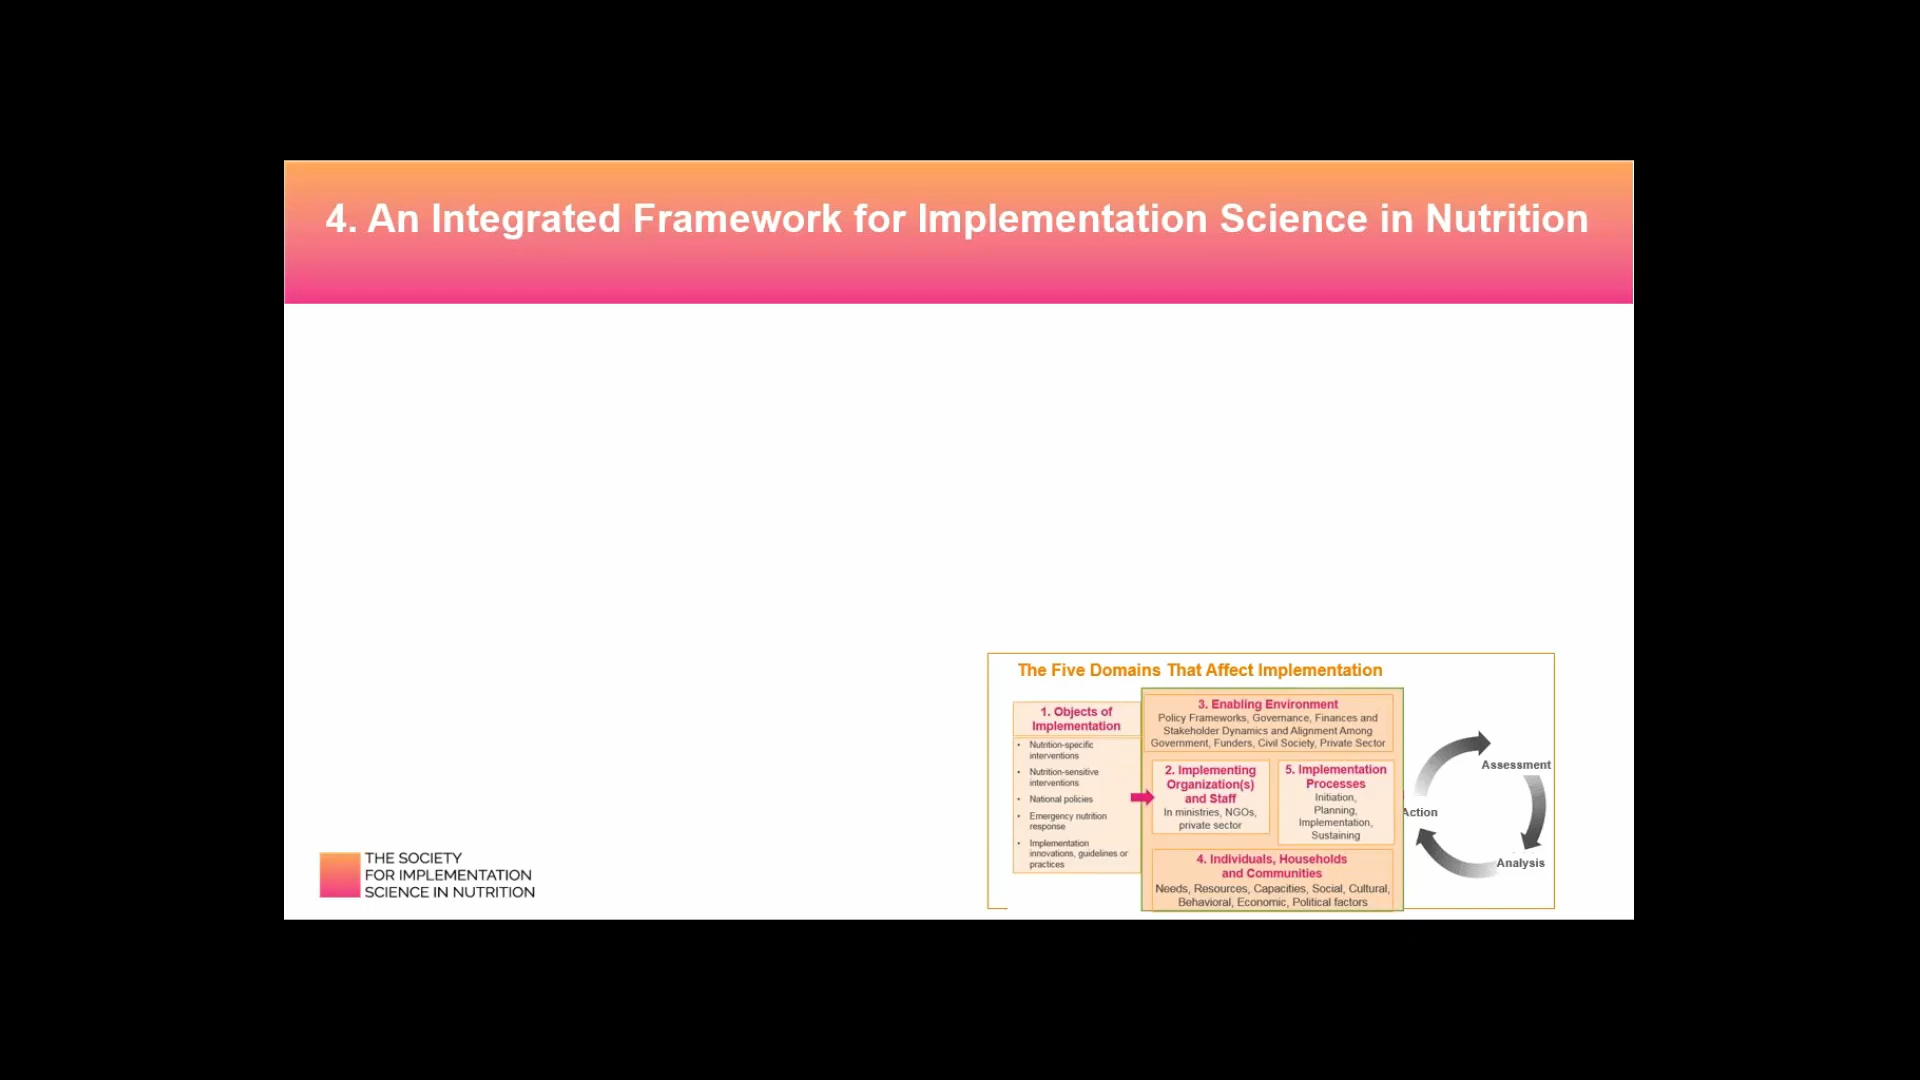 4. An Integrated Framework for Implementation Science in Nutrition
The Five Domains That Affect Implementation
1. Objects of
Implementation
• Nutrition-specific
interventions
• Nutrition-sensitive
interventions
• National policies
• Emergency nutrition
response
• Implementation
innovations, guidelines or
practices
3. Enabling Environment
Policy Frameworks, Governance, Finances and
Stakeholder Dynamics and Alignment Among
Government, Funders, Civil Society, Private Sector
2. Implementing
Organization(s)
and Staff
In ministries, NGOs,
private sector
5. Implementation
Processes
Initiation,
Planning,
Implementation,
Sustaining
4. Individuals, Households
and Communities
Needs, Resources, Capacities, Social, Cultural,
Behavioral, Economic, Political factors
Assessment
Action
Analysis
THE SOCIETY
FOR IMPLEMENTATION
SCIENCE IN NUTRITION